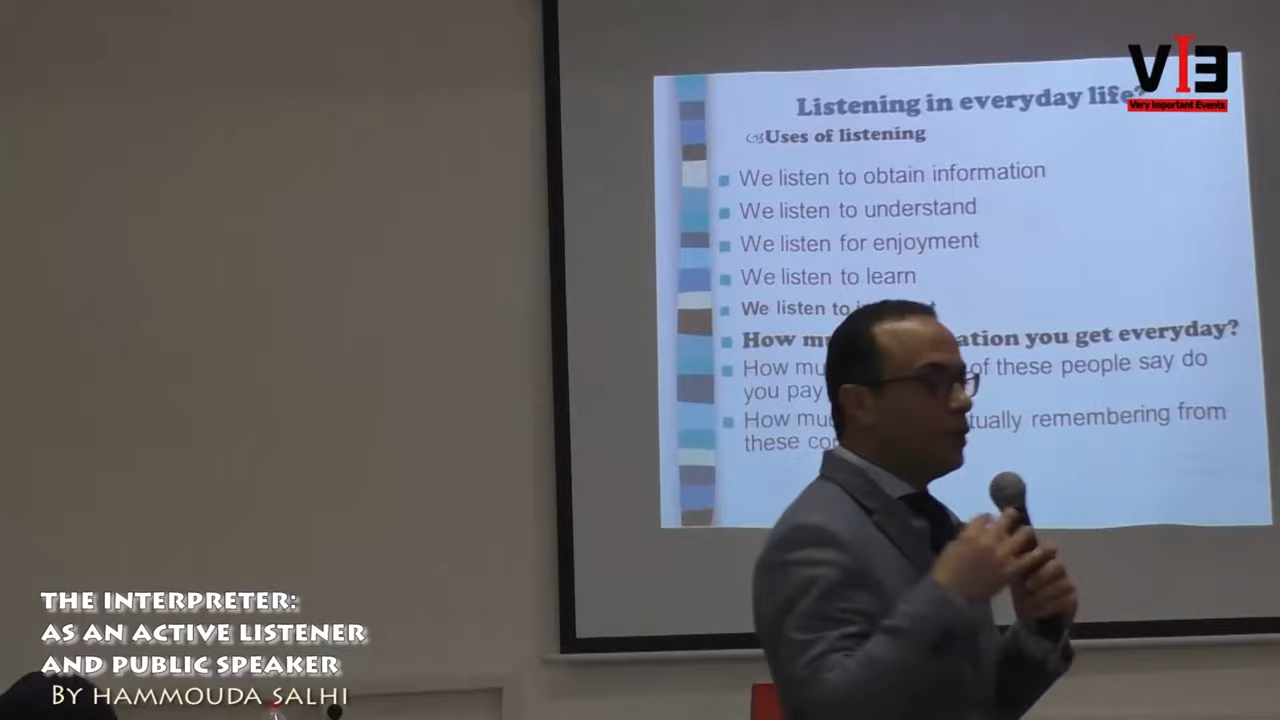 VIE
Very Important Events
Listening in everyday life?
Uses of listening
We listen to obtain information
We listen to understand
We listen for enjoyment
We listen to learn
We listen to
How ation you get everyday?
How of these people say do
you pay
How tually remembering from
these
THE INTERPRETER:
AS AN ACTIVE LISTENER
AND PUBLIC SPEAKER
BY HAMMOUDA SALHI